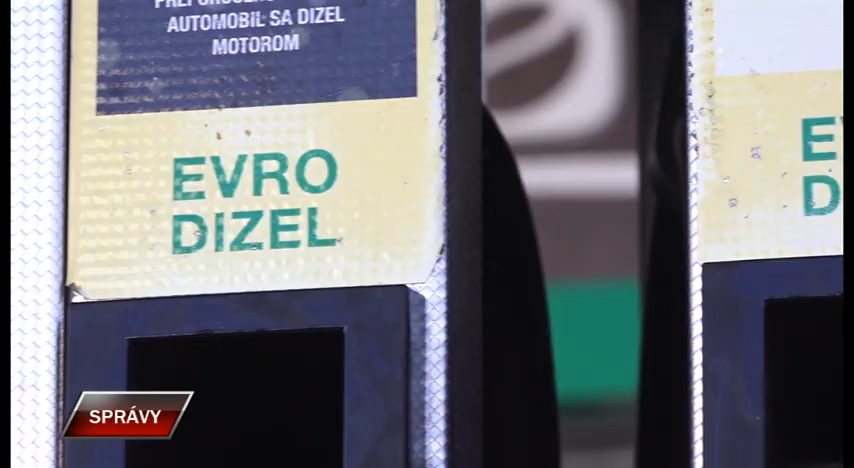 AUTOMOBIL SA DIZEL
MOTOROM
EVRO
DIZEL
SPRÁVY